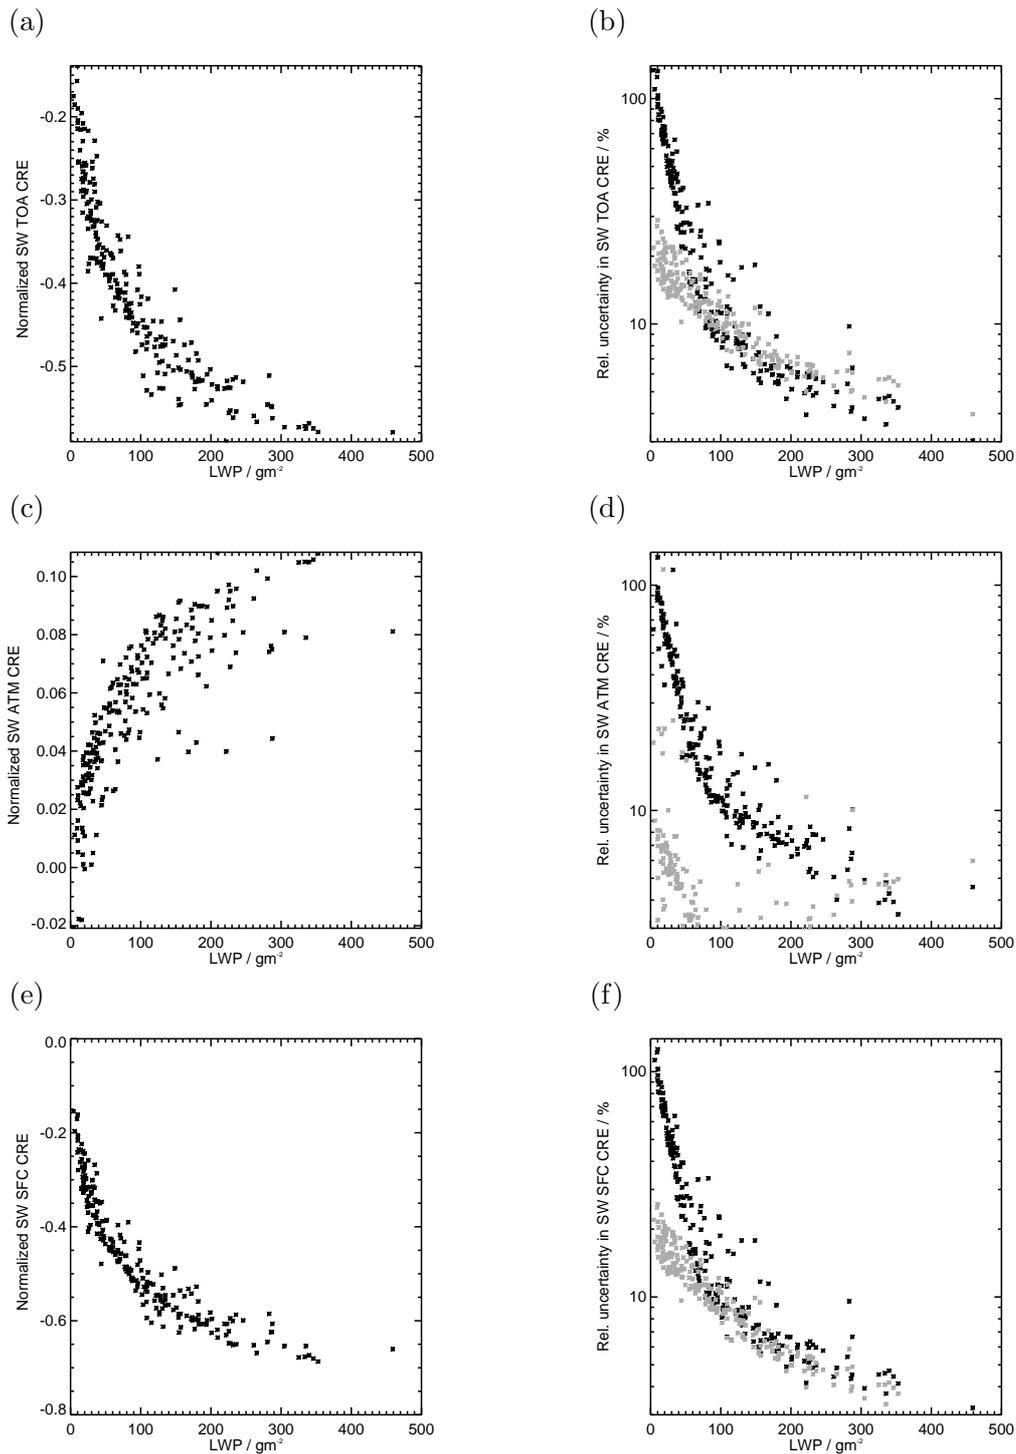 (a)
Normalized SW TOA CRE
-0.2
-0.3
-0.4
-0.5
0 100 200 300 400 500
LWP / gm-2
(b)
Rel. uncertainty in SW TOA CRE / %
100
10
0 100 200 300 400 500
LWP / gm-2
(c)
Normalized SW ATM CRE
0.10
0.08
0.06
0.04
0.02
0.00
-0.02
0 100 200 300 400 500
LWP / gm-2
(d)
Rel. uncertainty in SW ATM CRE / %
100
10
0 100 200 300 400 500
LWP / gm-2
(e)
Normalized SW SFC CRE
0.0
-0.2
-0.4
-0.6
-0.8
0 100 200 300 400 500
LWP / gm-2
(f)
Rel. uncertainty in SW SFC CRE / %
100
10
0 100 200 300 400 500
LWP / gm-2